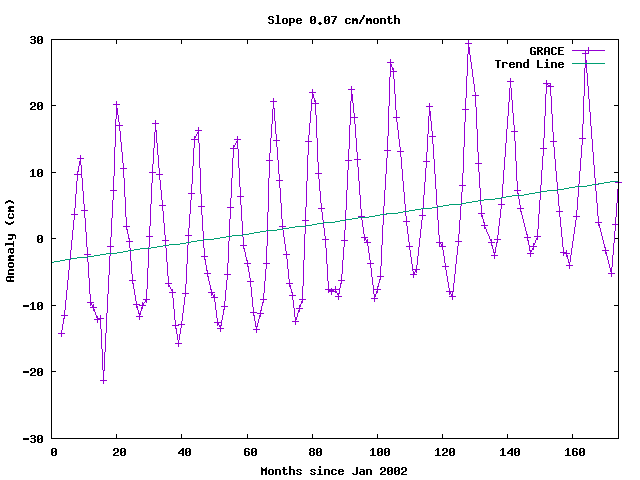 Slope 0.07 cm/month
GRACE
Trend Line
30
20
10
0
-10
-20
-30
Anomaly (cm)
0 20 40 60 80 100 120 140 160
Months since Jan 2002